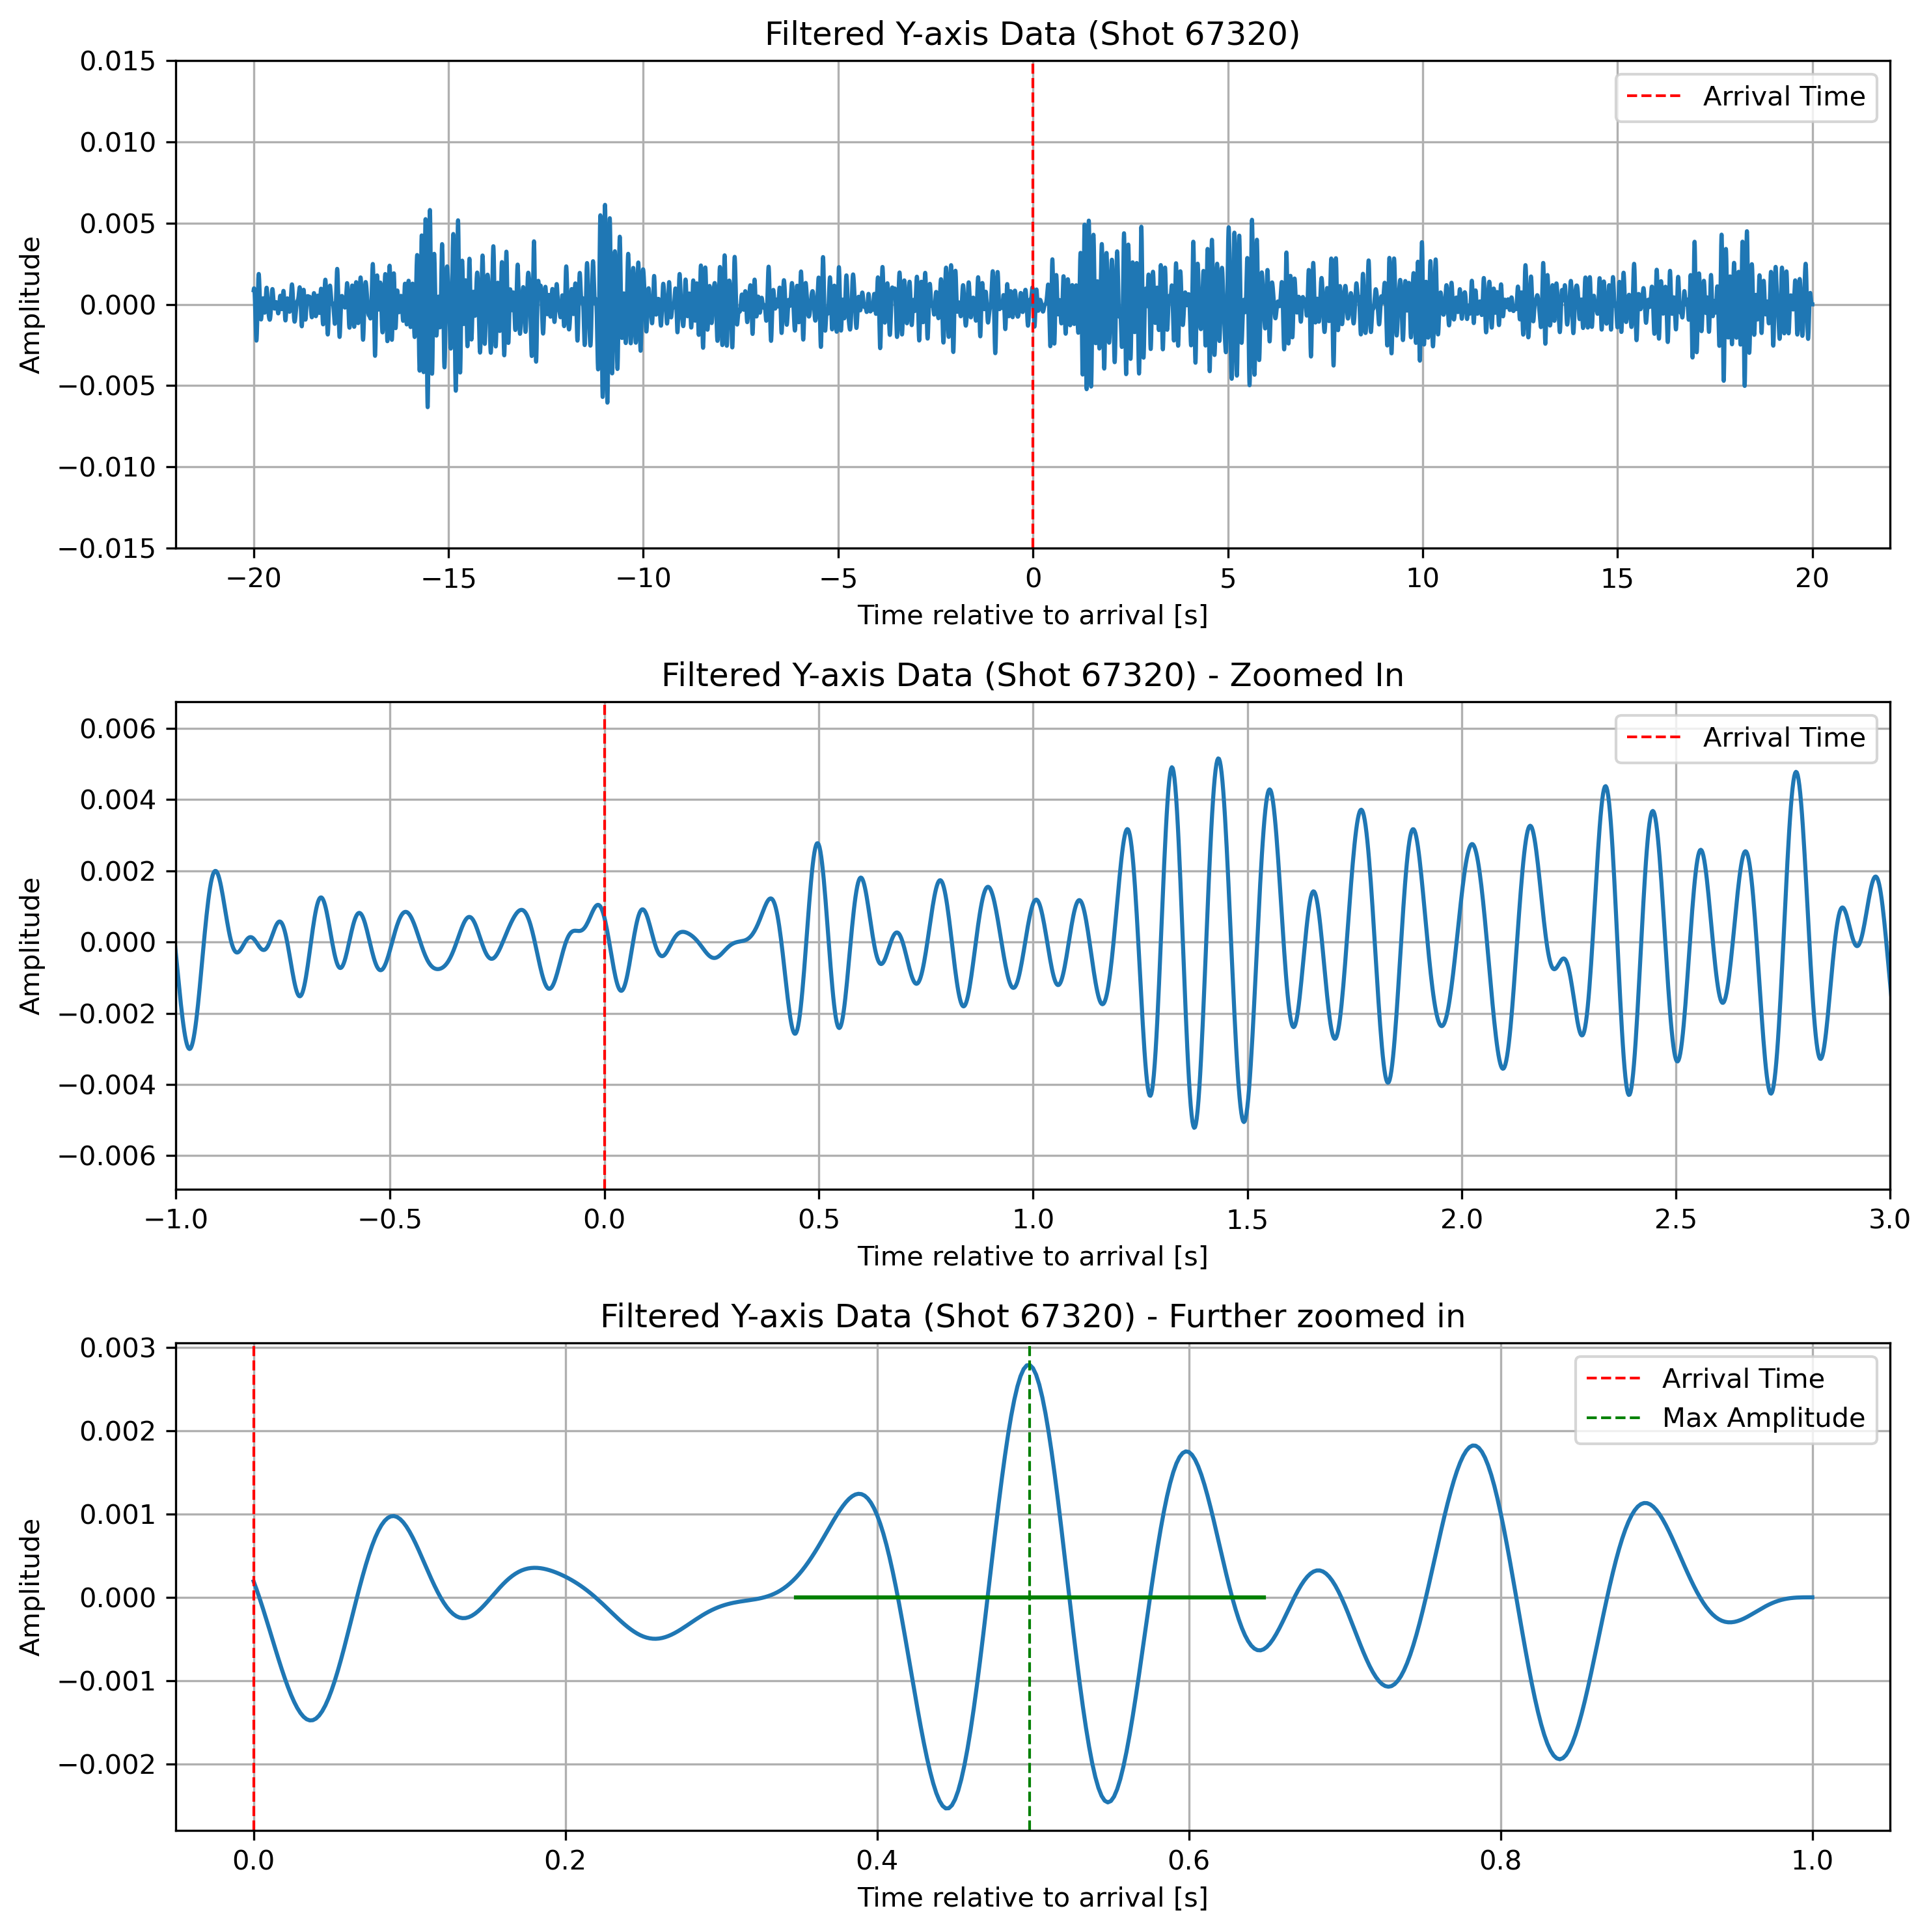 Filtered Y-axis Data (Shot 67320)
0.015
0.010
0.005
0.000
−0.005
−0.010
−0.015
Amplitude
Arrival Time
−20 −15 −10 −5 0 5 10 15 20
Time relative to arrival [s]
Filtered Y-axis Data (Shot 67320) - Zoomed In
0.006
0.004
0.002
0.000
−0.002
−0.004
−0.006
Amplitude
Arrival Time
−1.0 −0.5 0.0 0.5 1.0 1.5 2.0 2.5 3.0
Time relative to arrival [s]
Filtered Y-axis Data (Shot 67320) - Further zoomed in
0.003
0.002
0.001
0.000
−0.001
−0.002
Amplitude
Arrival Time
Max Amplitude
0.0 0.2 0.4 0.6 0.8 1.0
Time relative to arrival [s]